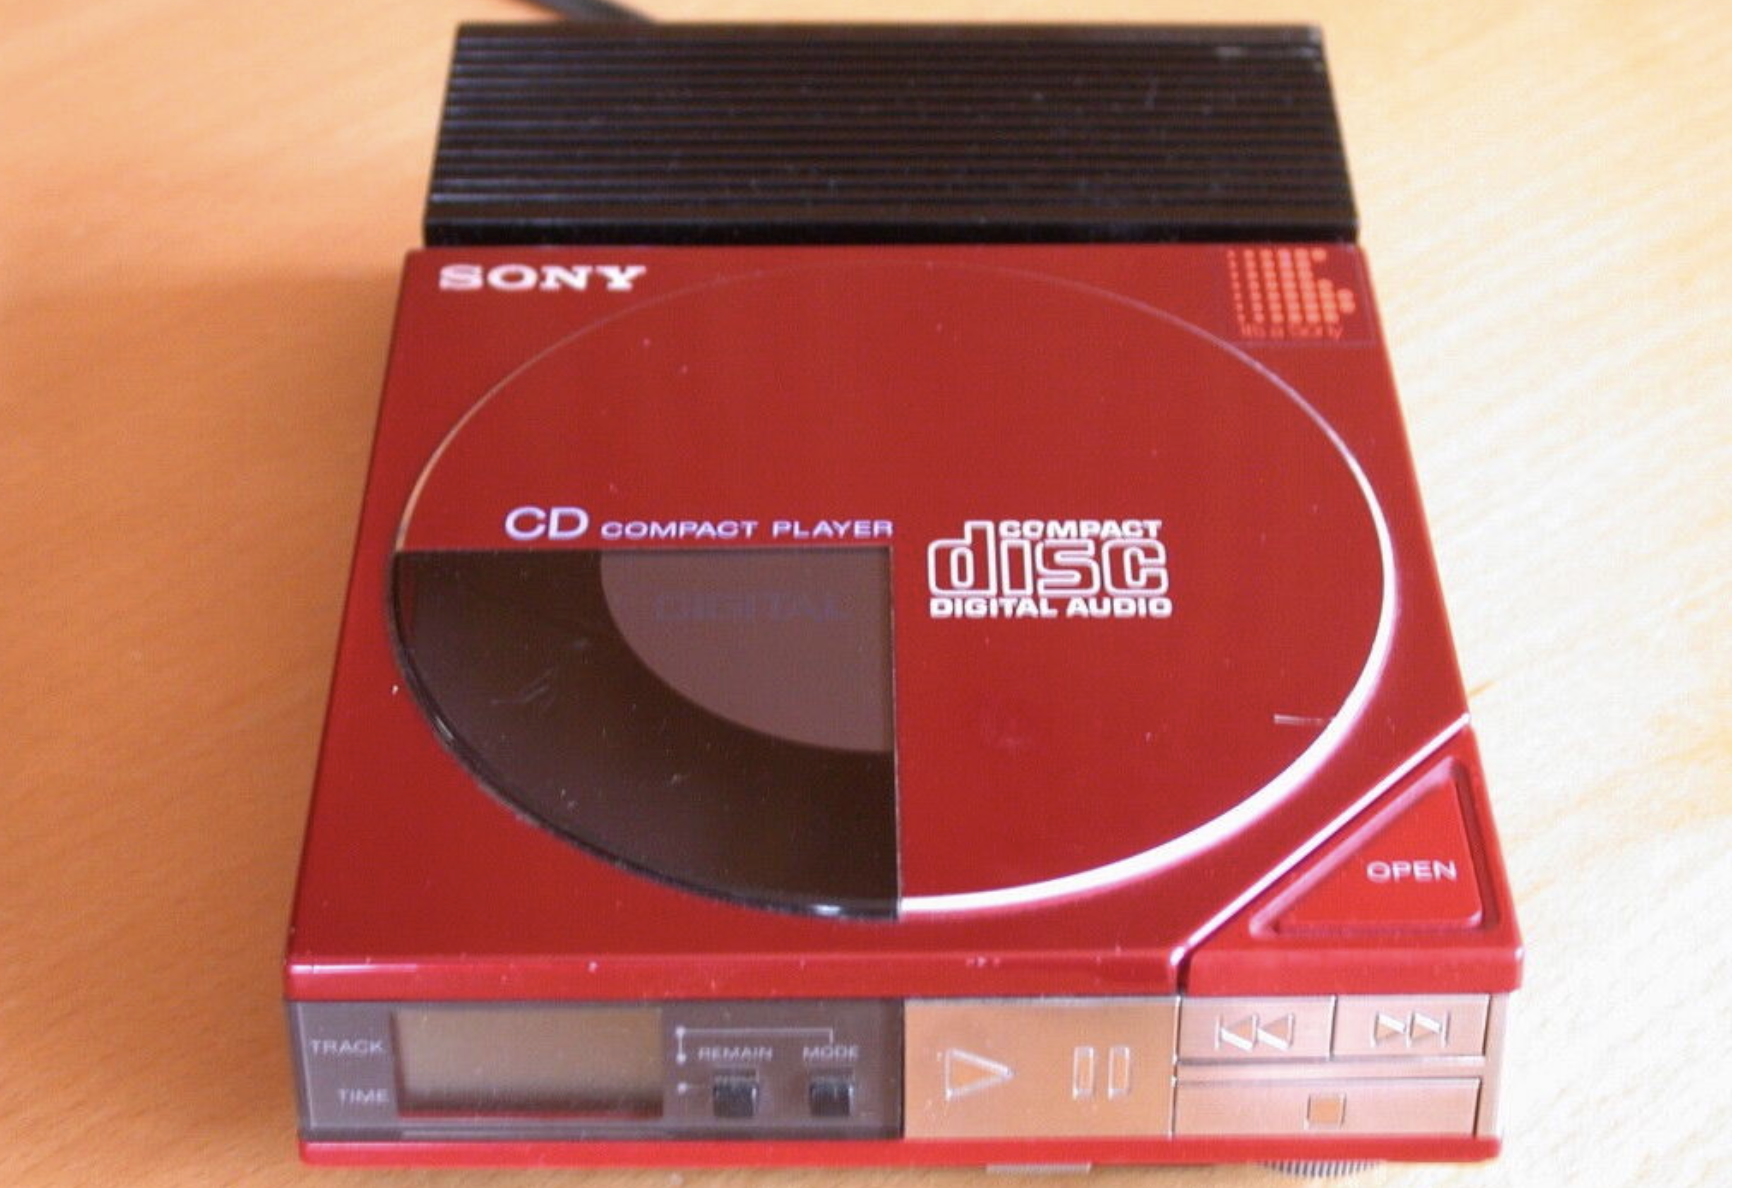 SONY
It's a Sony
CD COMPACT PLAYER
COMPACT
disc
DIGITAL AUDIO
DIGITAL
OPEN
TRACK
REMAIN
MODE
TIME